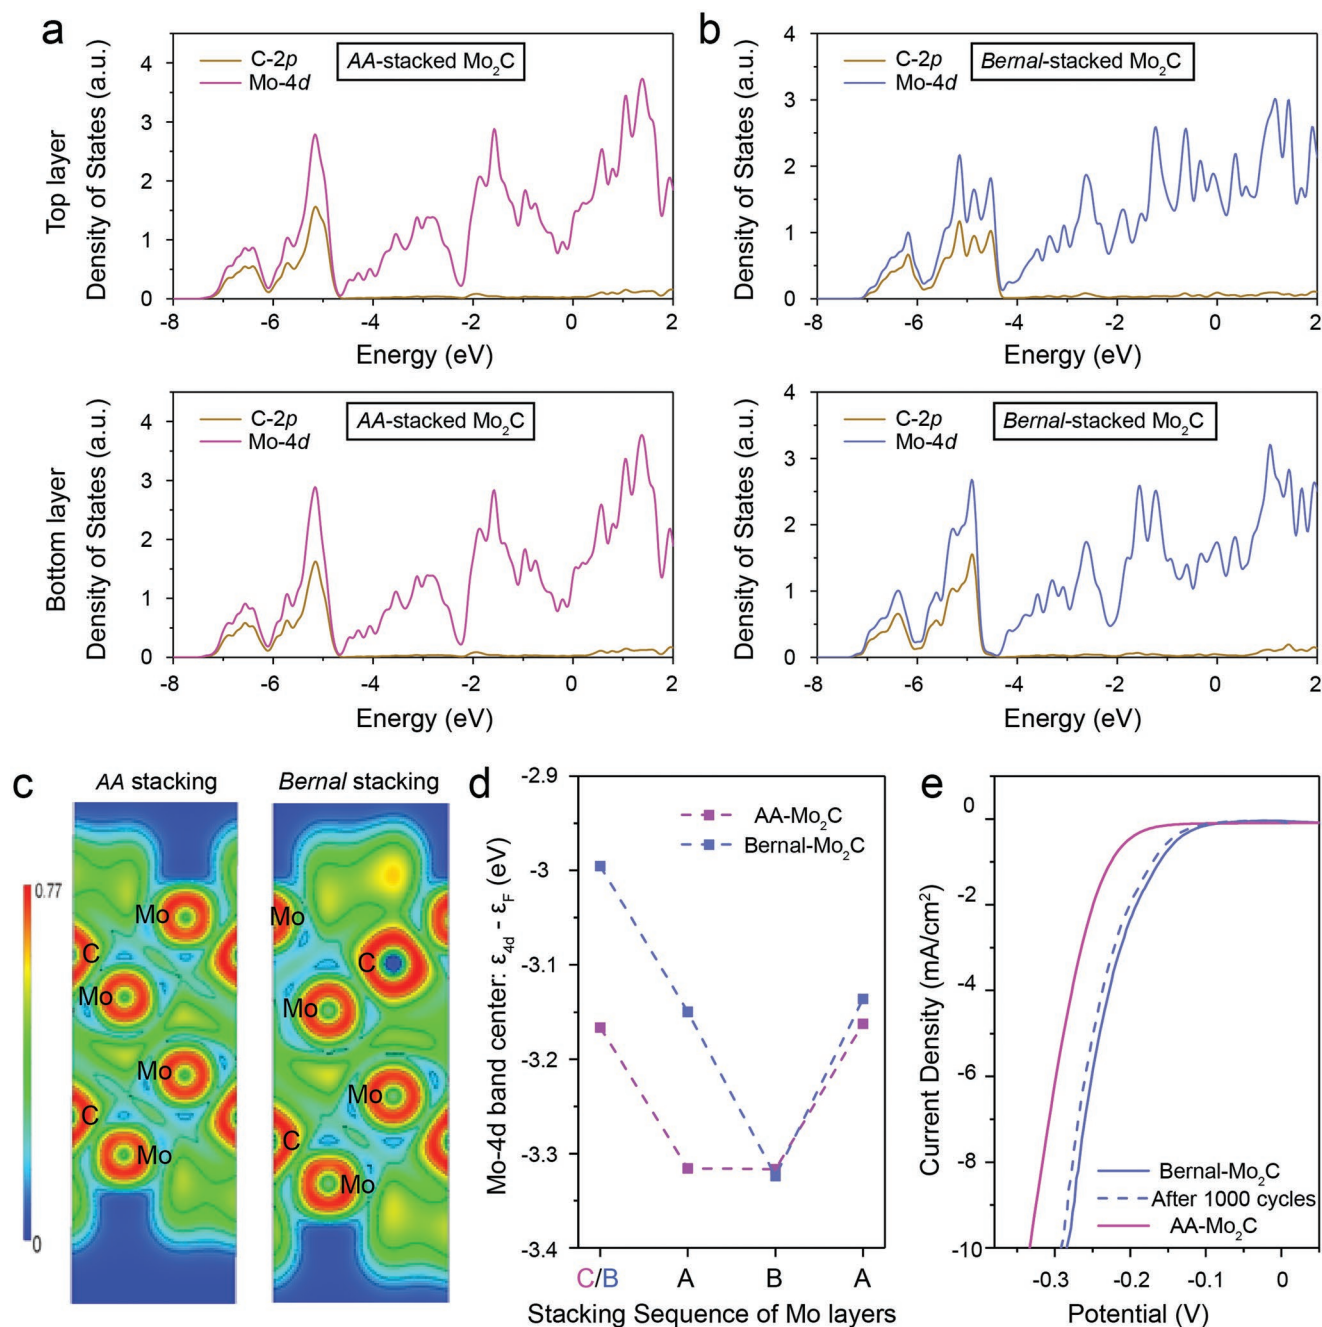 a
AA-stacked Mo₂C
C-2p
Mo-4d
Top layer
Density of States (a.u.)
4
3
2
1
0
-8 -6 -4 -2 0 2
Energy (eV)
b
Bernal-stacked Mo₂C
C-2p
Mo-4d
Density of States (a.u.)
4
3
2
1
0
-8 -6 -4 -2 0 2
Energy (eV)
AA-stacked Mo₂C
C-2p
Mo-4d
Bottom layer
Density of States (a.u.)
4
3
2
1
0
-8 -6 -4 -2 0 2
Energy (eV)
Bernal-stacked Mo₂C
C-2p
Mo-4d
Density of States (a.u.)
4
3
2
1
0
-8 -6 -4 -2 0 2
Energy (eV)
c
AA stacking
Bernal stacking
0.77
0
Mo
C
Mo
Mo
C
Mo
Mo
C
Mo
Mo
C
Mo
d
AA-Mo₂C
Bernal-Mo₂C
Mo-4d band center: ε4d - εF (eV)
-2.9
-3
-3.1
-3.2
-3.3
-3.4
C/B A B A
Stacking Sequence of Mo layers
e
Current Density (mA/cm²)
0
-2
-4
-6
-8
-10
Bernal-Mo₂C
After 1000 cycles
AA-Mo₂C
-0.3 -0.2 -0.1 0
Potential (V)